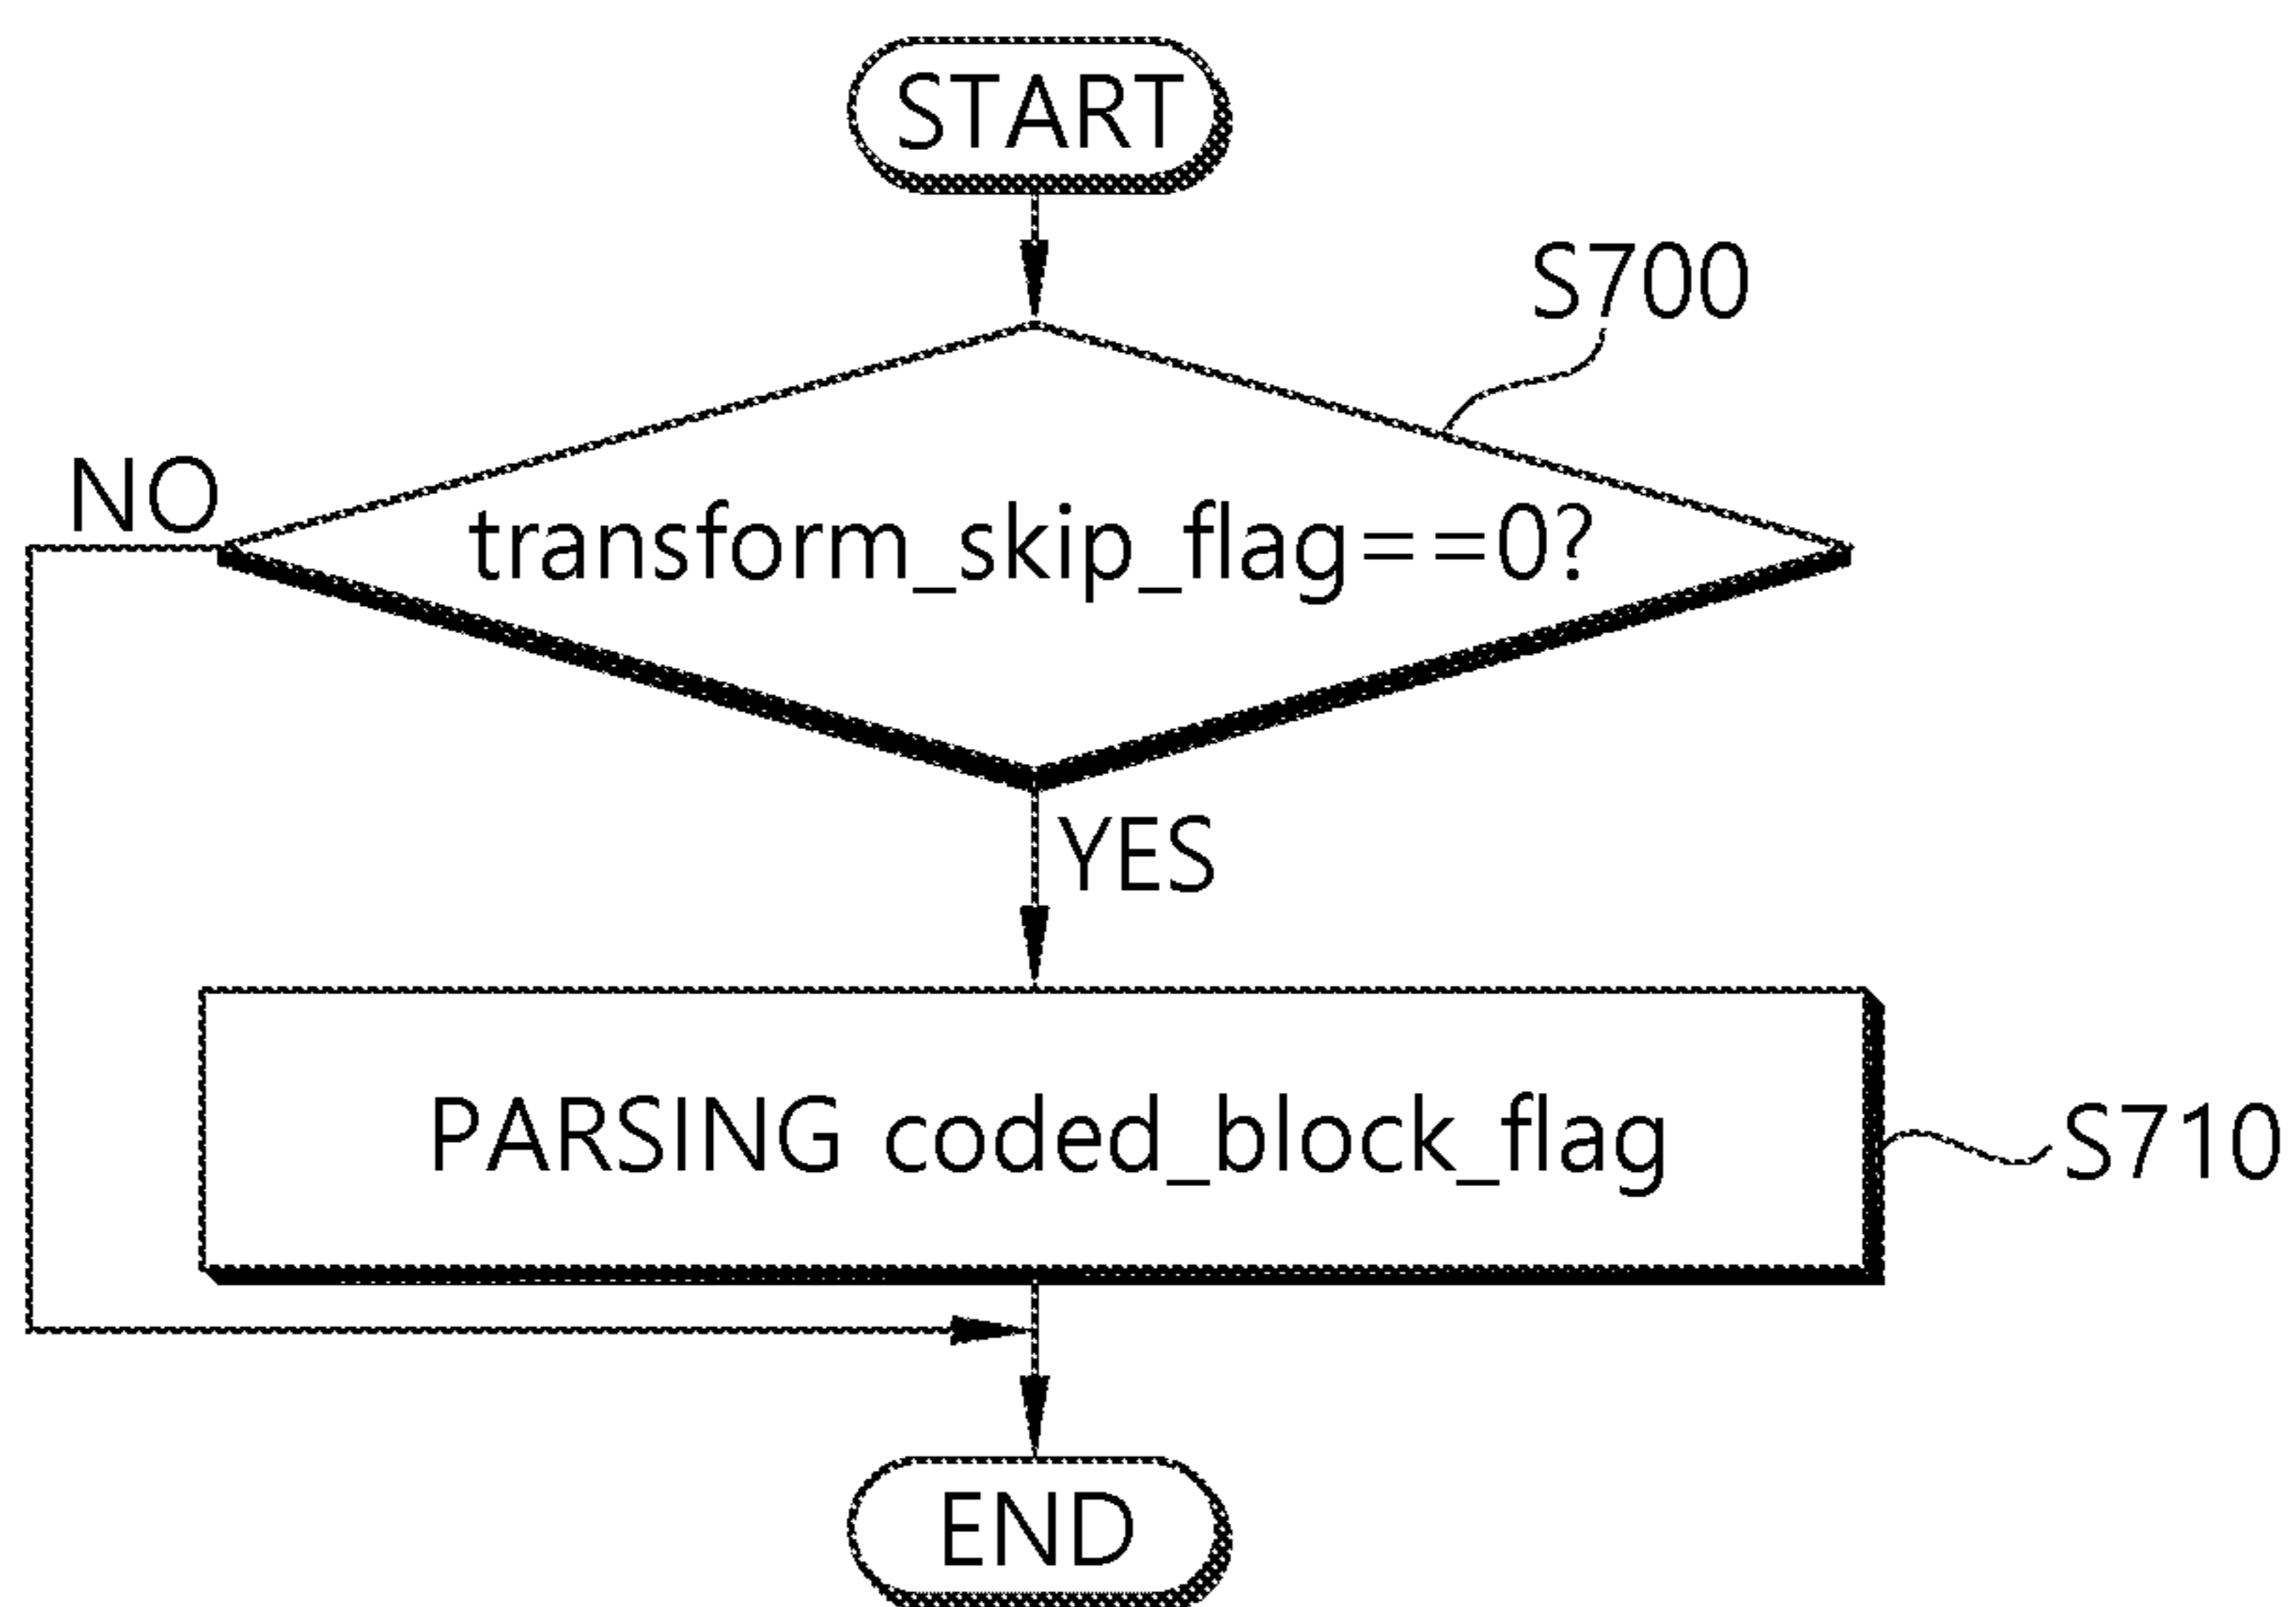 START
S700
NO
transform_skip_flag==0?
YES
PARSING coded_block_flag
S710
END